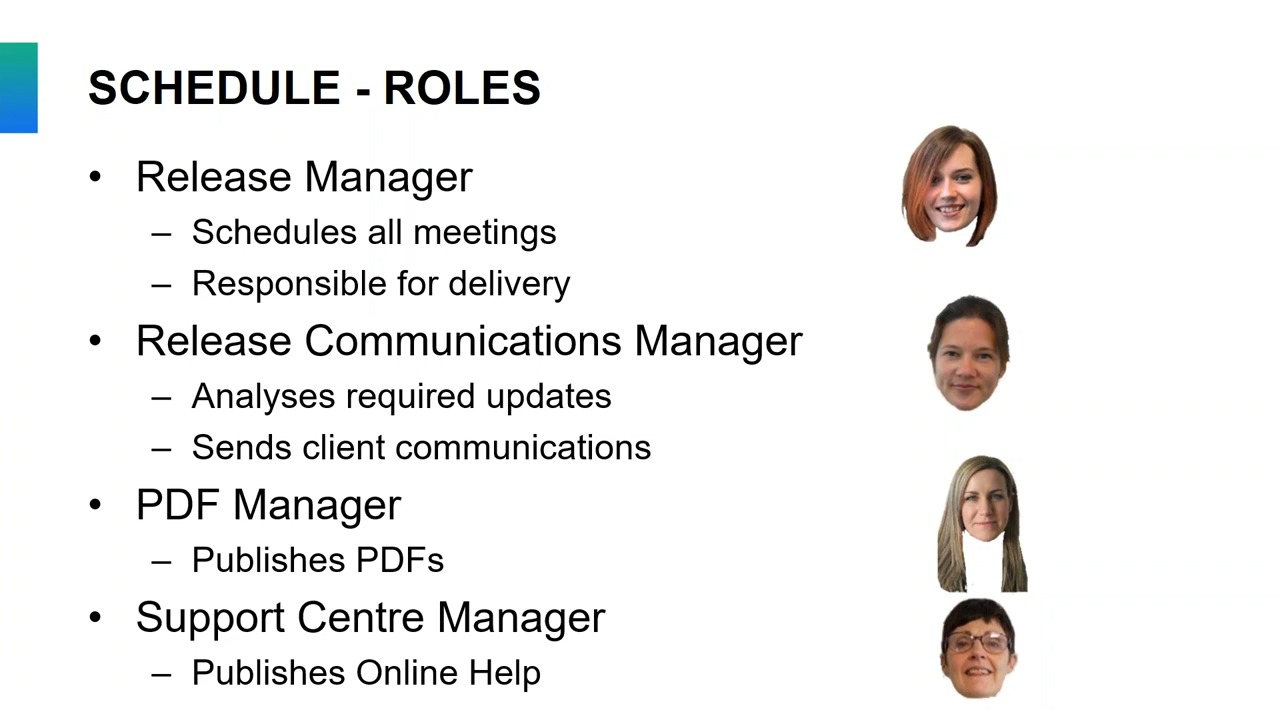 SCHEDULE - ROLES
• Release Manager
– Schedules all meetings
– Responsible for delivery
• Release Communications Manager
– Analyses required updates
– Sends client communications
• PDF Manager
– Publishes PDFs
• Support Centre Manager
– Publishes Online Help